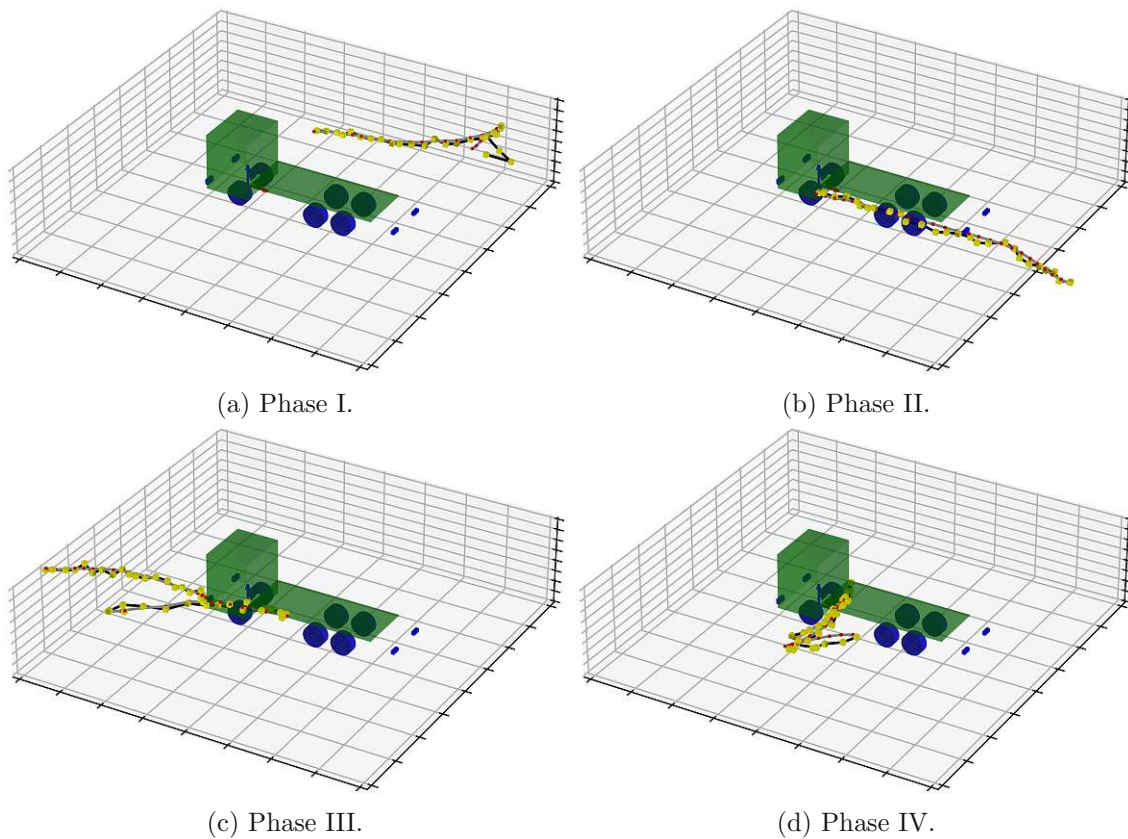 (a) Phase I.
(b) Phase II.
(c) Phase III.
(d) Phase IV.